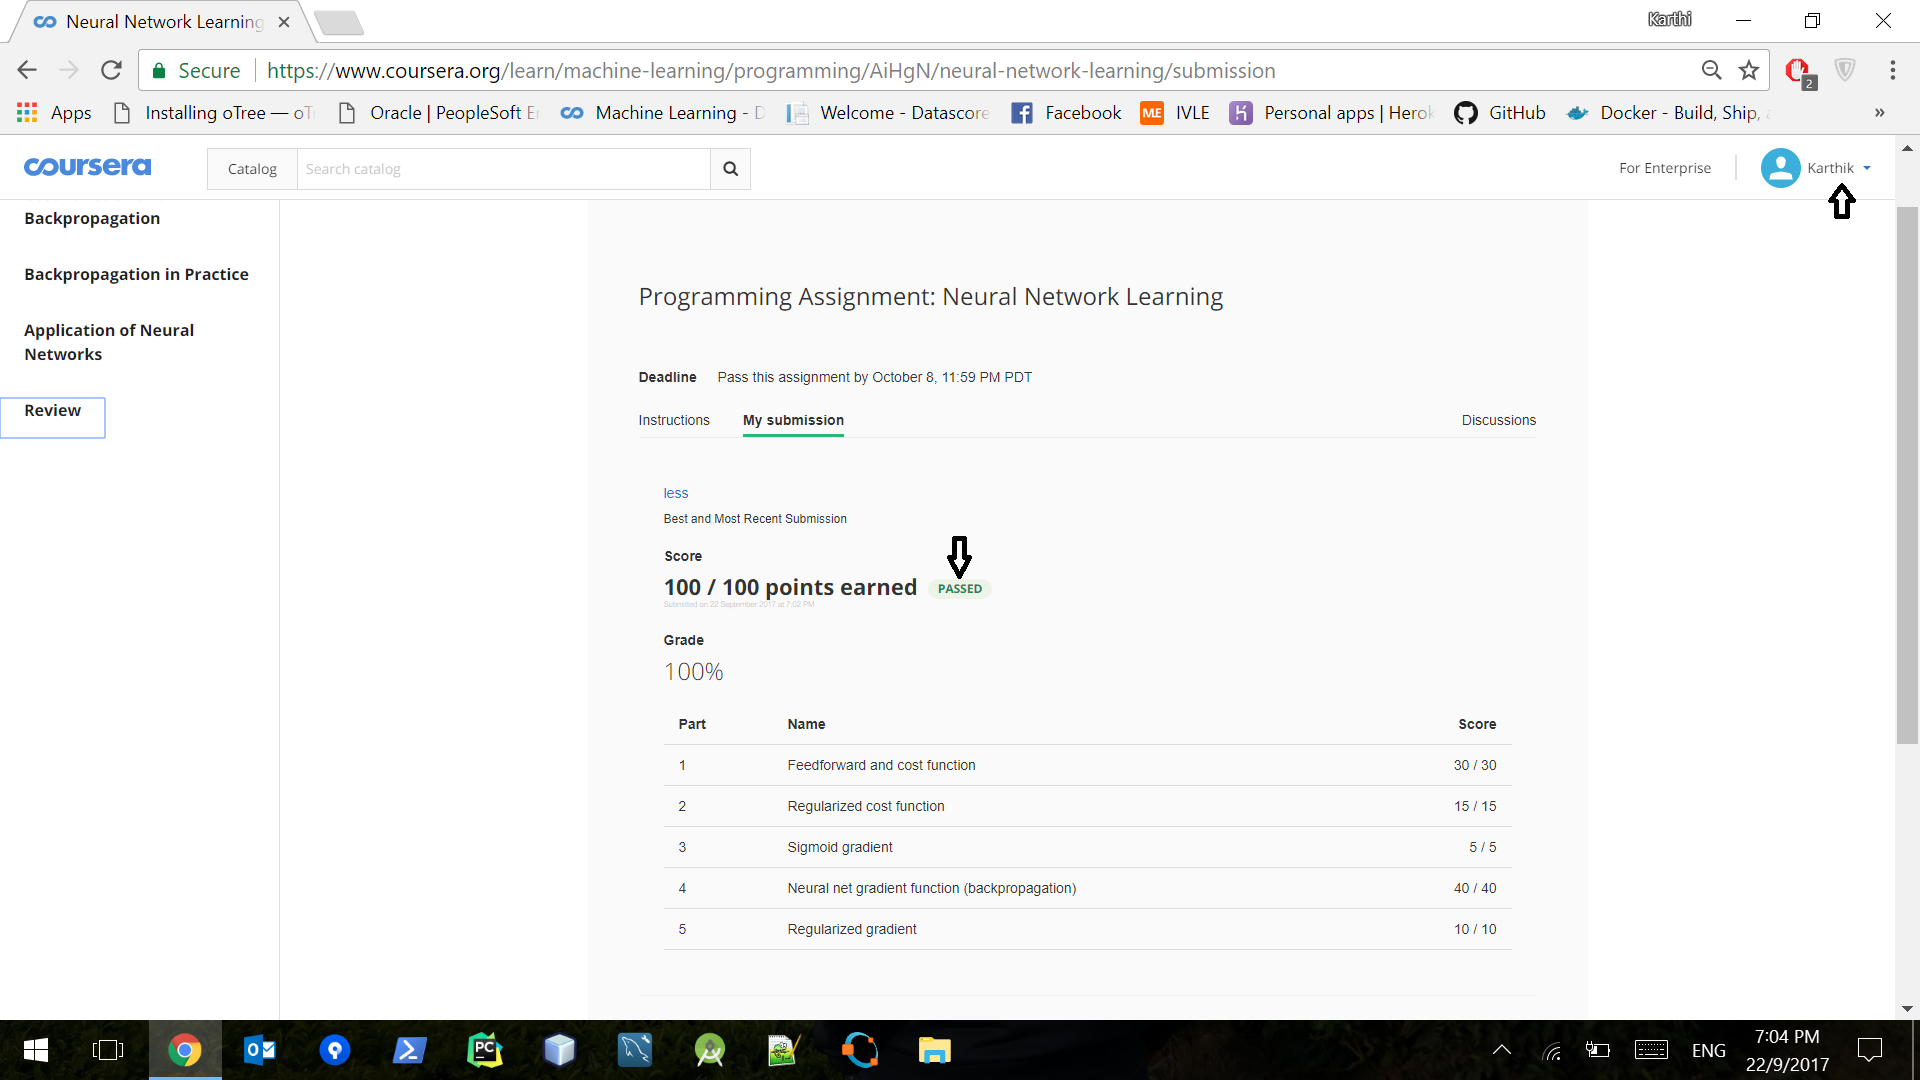 Neural Network Learning
Karthi
Secure
https://www.coursera.org/learn/machine-learning/programming/AiHgN/neural-network-learning/submission
2
Apps
Installing oTree — oT
Oracle | PeopleSoft E
Machine Learning - D
Welcome - Datascore
Facebook
ME
IVLE
Personal apps | Herok
GitHub
Docker - Build, Ship, a
»
coursera
Catalog
Search catalog
For Enterprise
Karthik
Backpropagation
Backpropagation in Practice
Application of Neural
Networks
Review
Programming Assignment: Neural Network Learning
Deadline Pass this assignment by October 8, 11:59 PM PDT
Instructions My submission Discussions
less
Best and Most Recent Submission
Score
100 / 100 points earned PASSED
Submitted on 22 September 2017 at 7:02 PM
Grade
100%
Part Name Score
1 Feedforward and cost function 30 / 30
2 Regularized cost function 15 / 15
3 Sigmoid gradient 5 / 5
4 Neural net gradient function (backpropagation) 40 / 40
5 Regularized gradient 10 / 10
PC
ENG
7:04 PM
22/9/2017